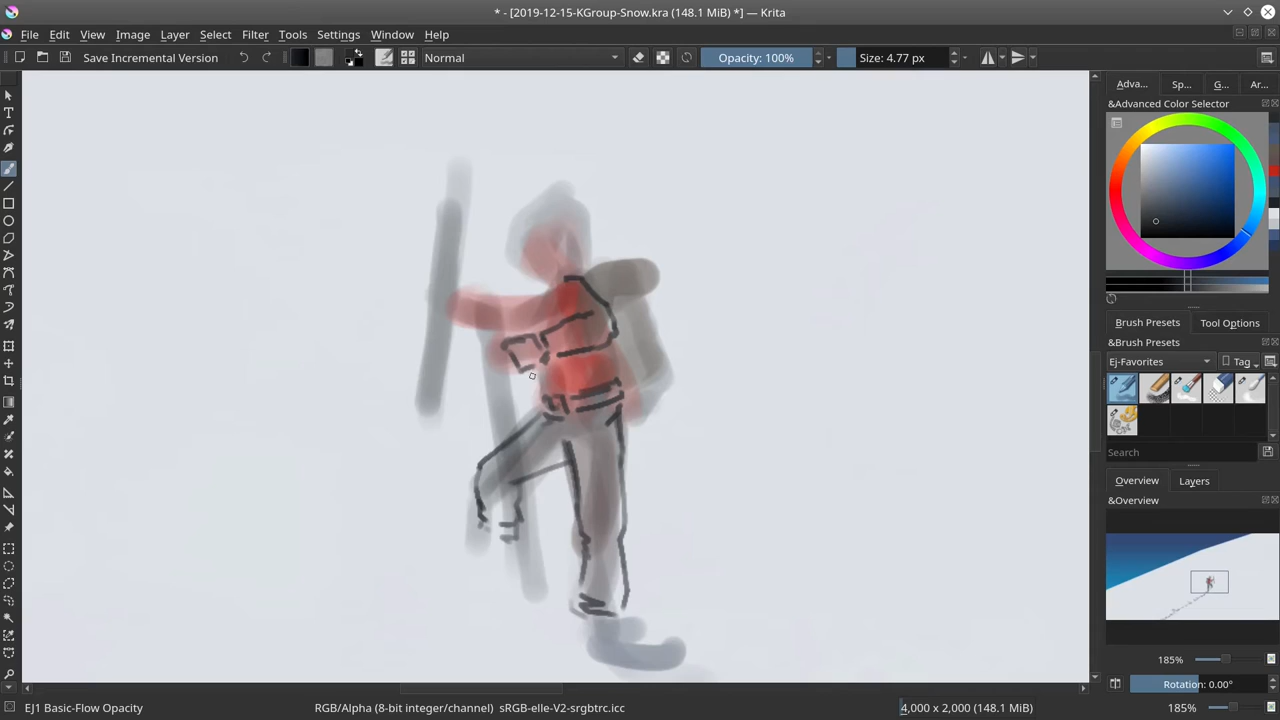 * - [2019-12-15-KGroup-Snow.kra (148.1 MiB) *] — Krita
File Edit View Image Layer Select Filter Tools Settings Window Help
Save Incremental Version Normal Opacity: 100% Size: 4.77 px
Adva... Sp... G... Ar...
&Advanced Color Selector
Brush Presets Tool Options
&Brush Presets
Ej-Favorites Tag
Search
Overview Layers
&Overview
185%
Rotation: 0.00°
EJ1 Basic-Flow Opacity RGB/Alpha (8-bit integer/channel) sRGB-elle-V2-srgbtrc.icc 4,000 x 2,000 (148.1 MiB) 185%